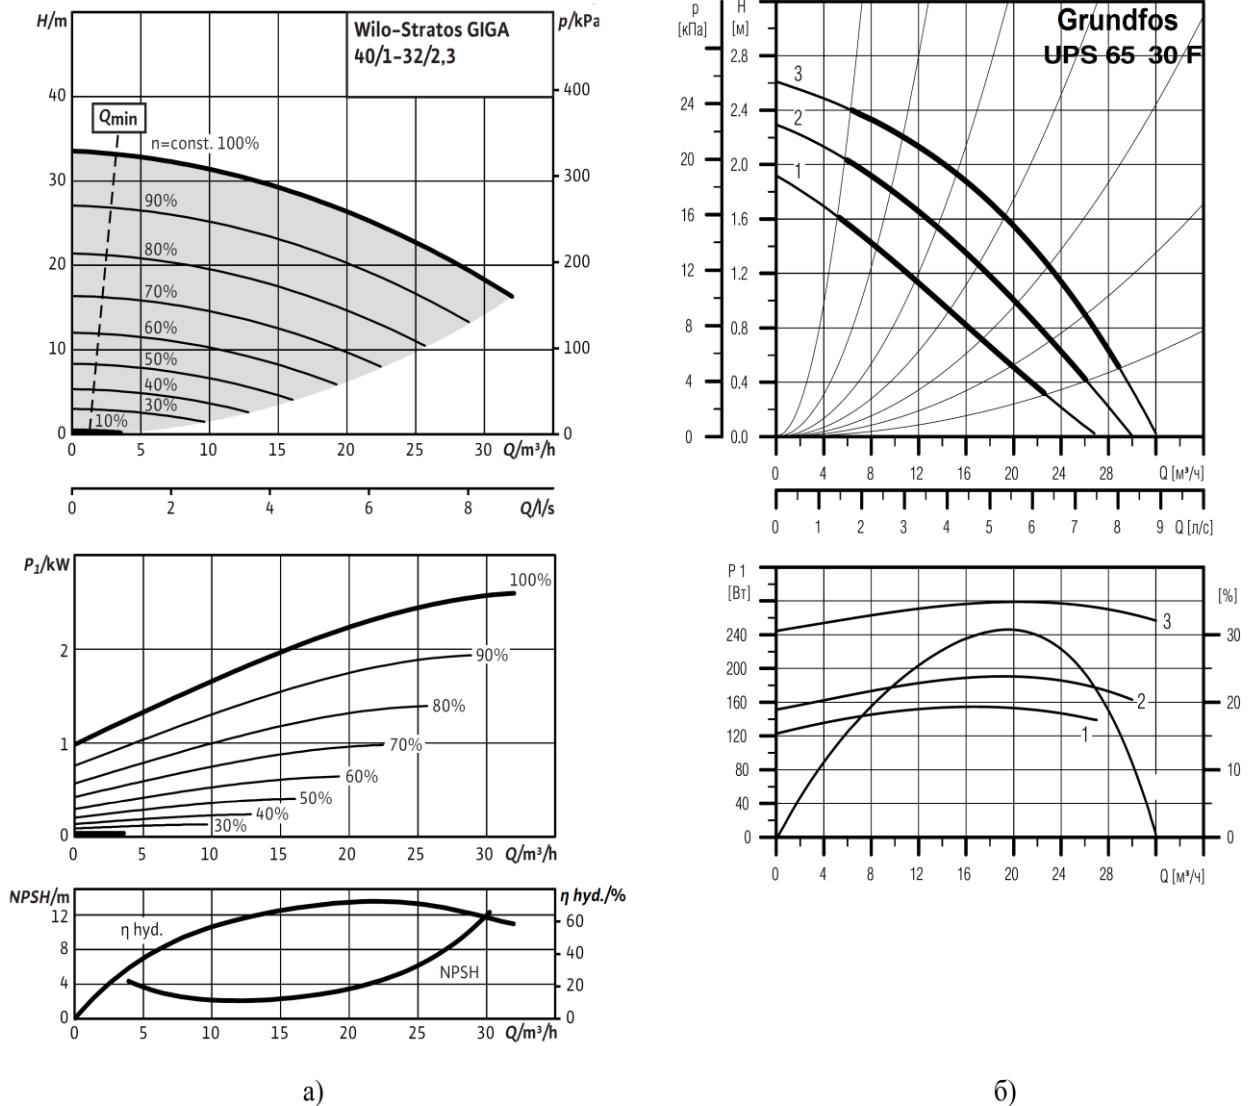 H/m
p/kPa
Wilo-Stratos GIGA
40/1-32/2,3
Qmin
n=const. 100%
90%
80%
70%
60%
50%
40%
30%
10%
40
30
20
10
0
400
300
200
100
0
0 5 10 15 20 25 30 Q/m³/h
0 2 4 6 8 Q/l/s
P₁/kW
2
1
0
100%
90%
80%
70%
60%
50%
40%
30%
0 5 10 15 20 25 30 Q/m³/h
NPSH/m
η hyd./%
12
8
4
0
60
40
20
0
η hyd.
NPSH
0 5 10 15 20 25 30 Q/m³/h
а)
p
[кПа]
H
[м]
Grundfos
UPS 65 30 F
24
20
16
12
8
4
0
2.8
2.4
2.0
1.6
1.2
0.8
0.4
0.0
3
2
1
0 4 8 12 16 20 24 28 Q [м³/ч]
0 1 2 3 4 5 6 7 8 9 Q [л/с]
P 1
[Вт]
[%]
240
200
160
120
80
40
0
30
20
10
0
3
2
1
0 4 8 12 16 20 24 28 Q [м³/ч]
б)